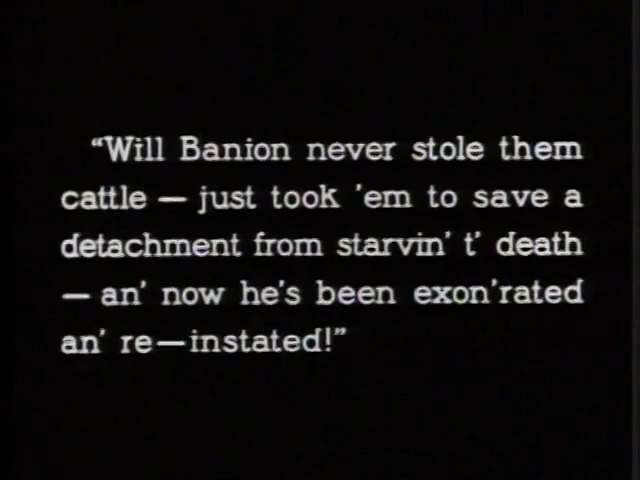 “Will Banion never stole them
cattle — just took ’em to save a
detachment from starvin’ t’ death
— an’ now he’s been exon’rated
an’ re—instated!”